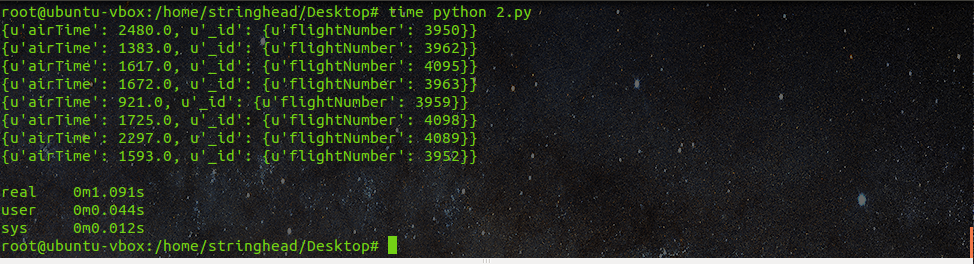 root@ubuntu-vbox:/home/stringhead/Desktop# time python 2.py
{u'airTime': 2480.0, u'_id': {u'flightNumber': 3950}}
{u'airTime': 1383.0, u'_id': {u'flightNumber': 3962}}
{u'airTime': 1617.0, u'_id': {u'flightNumber': 4095}}
{u'airTime': 1672.0, u'_id': {u'flightNumber': 3963}}
{u'airTime': 921.0, u'_id': {u'flightNumber': 3959}}
{u'airTime': 1725.0, u'_id': {u'flightNumber': 4098}}
{u'airTime': 2297.0, u'_id': {u'flightNumber': 4089}}
{u'airTime': 1593.0, u'_id': {u'flightNumber': 3952}}
real    0m1.091s
user    0m0.044s
sys     0m0.012s
root@ubuntu-vbox:/home/stringhead/Desktop#